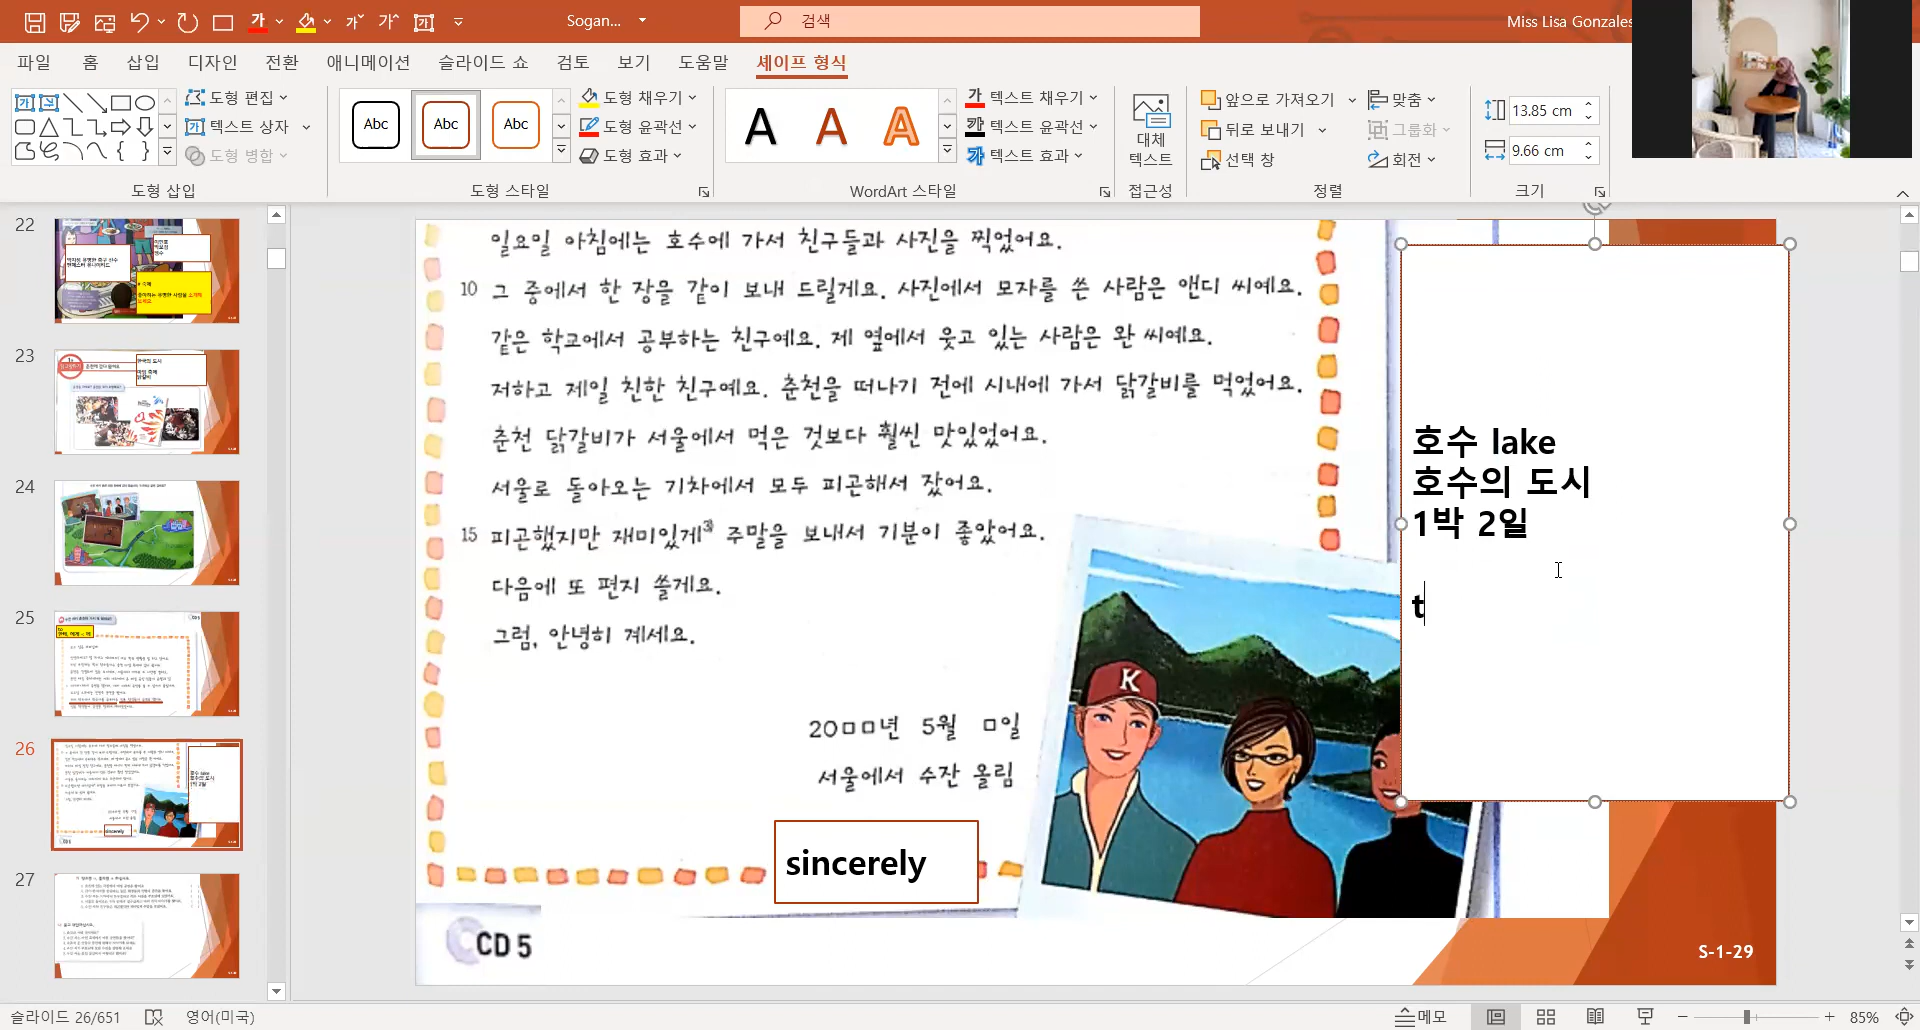 Sogan...
검색
Miss Lisa Gonzales
파일 홈 삽입 디자인 전환 애니메이션 슬라이드 쇼 검토 보기 도움말 셰이프 형식
도형 편집
텍스트 상자
도형 병합
도형 삽입
Abc Abc Abc
도형 채우기
도형 윤곽선
도형 효과
도형 스타일
A A A
텍스트 채우기
텍스트 윤곽선
텍스트 효과
WordArt 스타일
대체
텍스트
접근성
앞으로 가져오기
뒤로 보내기
선택 창
맞춤
그룹화
회전
정렬
13.85 cm
9.66 cm
크기
22
23
24
25
26
27
일요일 아침에는 호수에 가서 친구들과 사진을 찍었어요.
10 그 중에서 한 장을 같이 보내 드릴게요. 사진에서 모자를 쓴 사람은 앤디 씨예요.
같은 학교에서 공부하는 친구예요. 제 옆에서 웃고 있는 사람은 완 씨예요.
저하고 제일 친한 친구예요. 춘천을 떠나기 전에 시내에 가서 닭갈비를 먹었어요.
춘천 닭갈비가 서울에서 먹은 것보다 훨씬 맛있었어요.
서울로 돌아오는 기차에서 모두 피곤해서 잤어요.
15 피곤했지만 재미있게³⁾ 주말을 보내서 기분이 좋았어요.
다음에 또 편지 쓸게요.
그럼, 안녕히 계세요.
20□□년 5월 □일
서울에서 수잔 올림
K
sincerely
CD 5
호수 lake
호수의 도시
1박 2일
t
S-1-29
슬라이드 26/651
영어(미국)
메모
85%